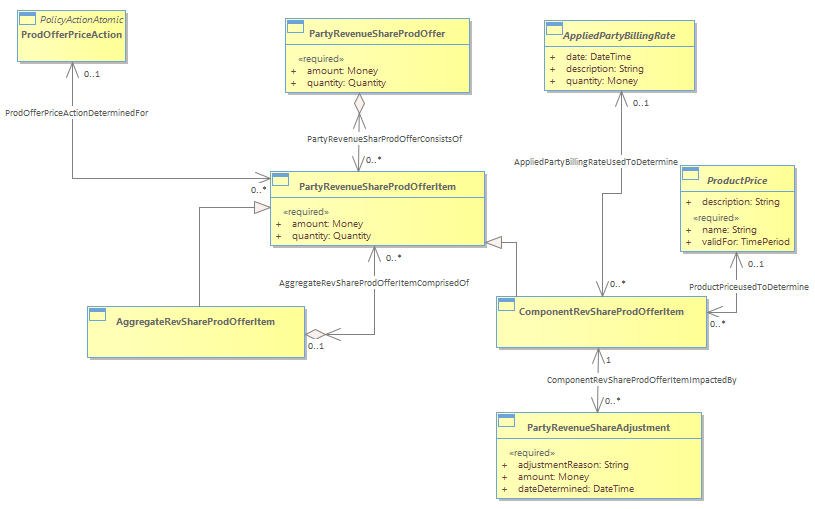 PolicyActionAtomic
ProdOfferPriceAction
0..1
ProdOfferPriceActionDeterminedFor
0..*
PartyRevenueShareProdOffer
«required»
+ amount: Money
+ quantity: Quantity
PartyRevenueSharProdOfferConsistsOf
0..*
AppliedPartyBillingRate
+ date: DateTime
+ description: String
+ quantity: Money
0..1
AppliedPartyBillingRateUsedToDetermine
0..*
PartyRevenueShareProdOfferItem
«required»
+ amount: Money
+ quantity: Quantity
0..*
ProductPrice
+ description: String
«required»
+ name: String
+ validFor: TimePeriod
0..1
ProductPriceusedToDetermine
0..*
AggregateRevShareProdOfferItemComprisedOf
AggregateRevShareProdOfferItem
0..1
ComponentRevShareProdOfferItem
1
ComponentRevShareProdOfferItemImpactedBy
0..*
PartyRevenueShareAdjustment
«required»
+ adjustmentReason: String
+ amount: Money
+ dateDetermined: DateTime